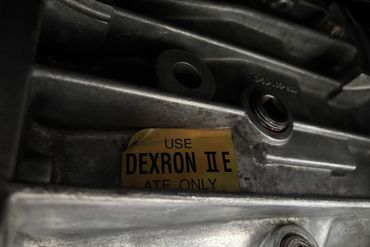 USE
DEXRON II E
ATF ONLY